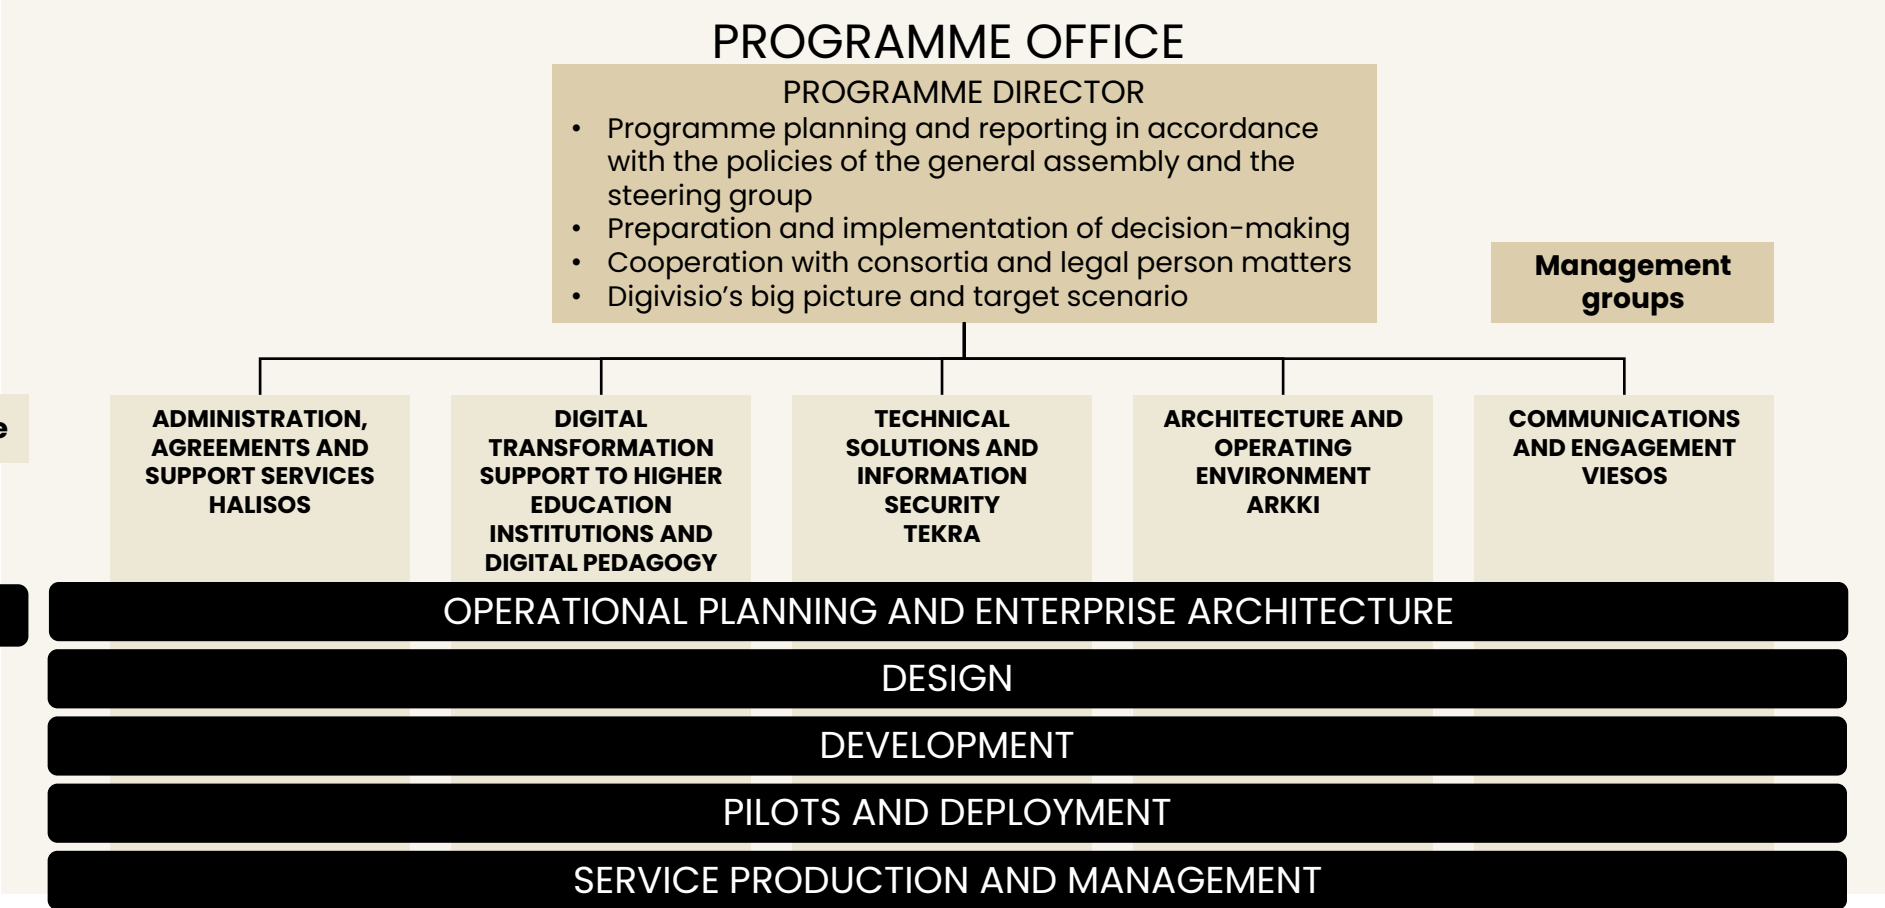 PROGRAMME OFFICE
PROGRAMME DIRECTOR
• Programme planning and reporting in accordance
with the policies of the general assembly and the
steering group
• Preparation and implementation of decision-making
• Cooperation with consortia and legal person matters
• Digivisio’s big picture and target scenario
Management
groups
ADMINISTRATION,
AGREEMENTS AND
SUPPORT SERVICES
HALISOS
DIGITAL
TRANSFORMATION
SUPPORT TO HIGHER
EDUCATION
INSTITUTIONS AND
DIGITAL PEDAGOGY
TECHNICAL
SOLUTIONS AND
INFORMATION
SECURITY
TEKRA
ARCHITECTURE AND
OPERATING
ENVIRONMENT
ARKKI
COMMUNICATIONS
AND ENGAGEMENT
VIESOS
OPERATIONAL PLANNING AND ENTERPRISE ARCHITECTURE
DESIGN
DEVELOPMENT
PILOTS AND DEPLOYMENT
SERVICE PRODUCTION AND MANAGEMENT